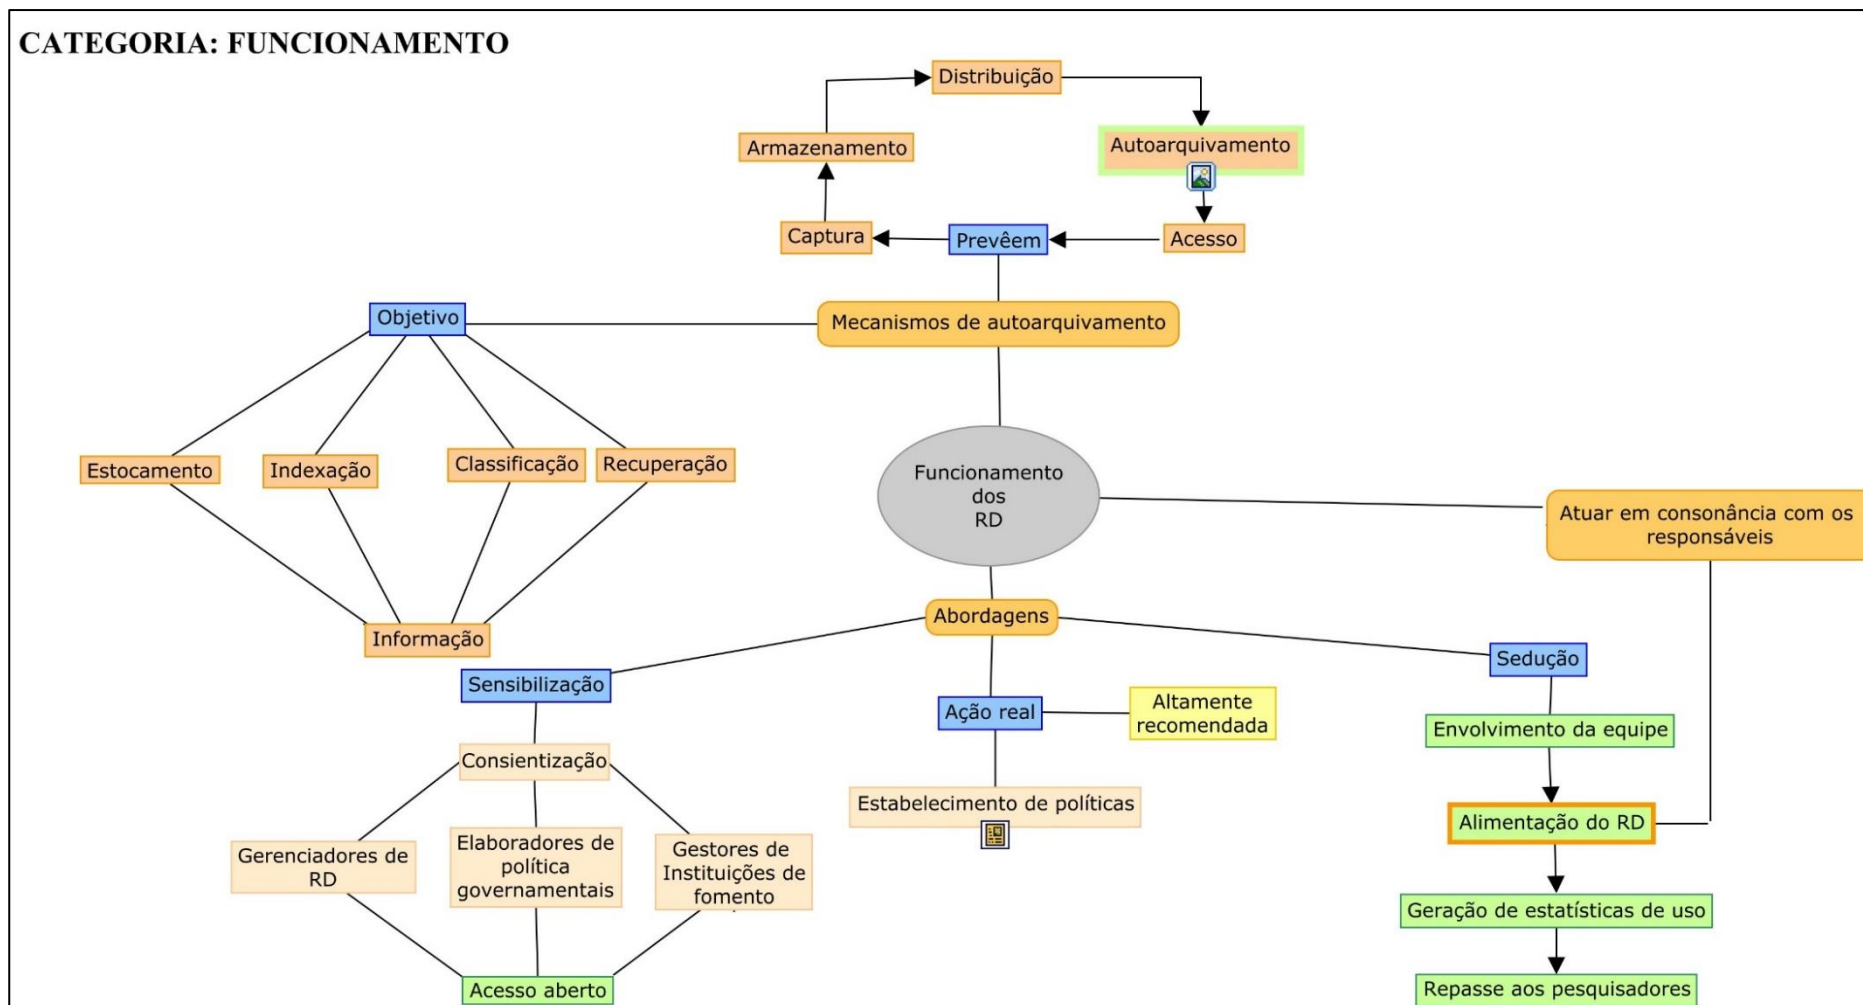 CATEGORIA: FUNCIONAMENTO
Distribuição
Armazenamento
Autoarquivamento
Captura
Prevêem
Acesso
Objetivo
Mecanismos de autoarquivamento
Estocamento
Indexação
Classificação
Recuperação
Informação
Funcionamento
dos
RD
Atuar em consonância com os
responsáveis
Abordagens
Sensibilização
Ação real
Altamente
recomendada
Sedução
Consientização
Estabelecimento de políticas
Envolvimento da equipe
Gerenciadores de
RD
Elaboradores de
política
governamentais
Gestores de
Instituições de
fomento
Alimentação do RD
Geração de estatísticas de uso
Acesso aberto
Repasse aos pesquisadores